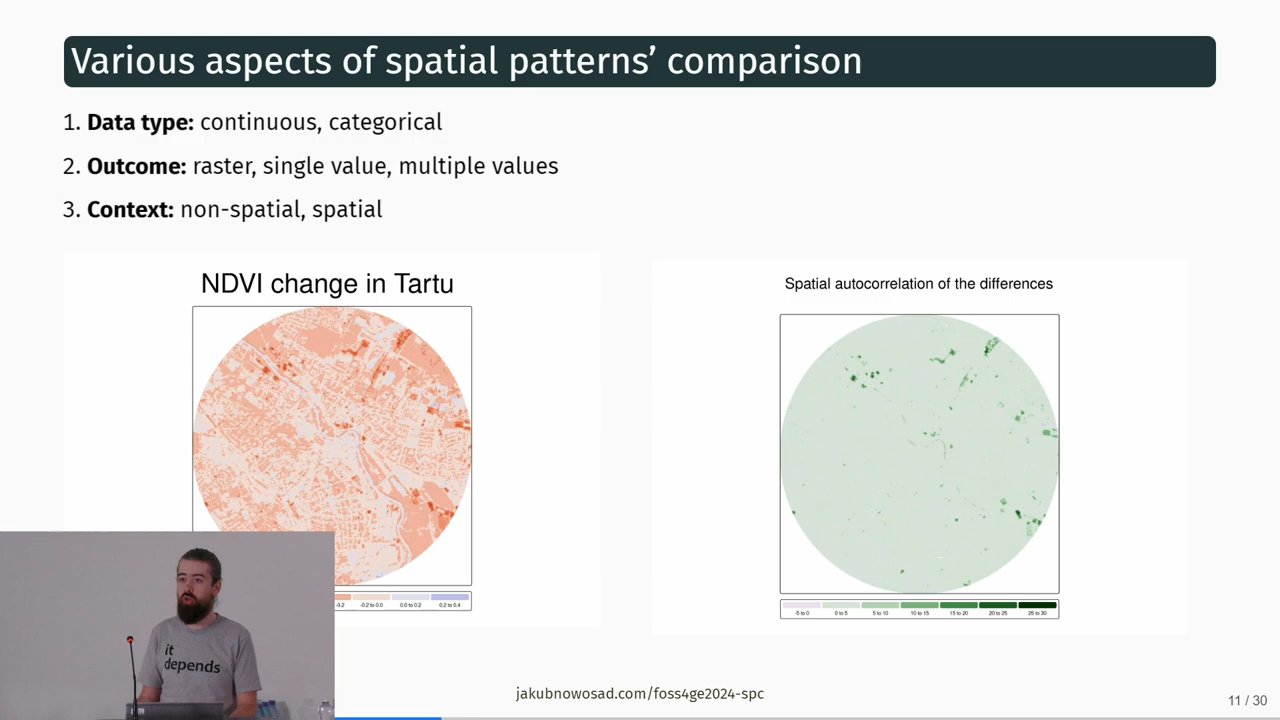 Various aspects of spatial patterns’ comparison
1. Data type: continuous, categorical
2. Outcome: raster, single value, multiple values
3. Context: non-spatial, spatial
NDVI change in Tartu
-0.2 -0.2 to 0.0 0.0 to 0.2 0.2 to 0.4
Spatial autocorrelation of the differences
-5 to 0 0 to 5 5 to 10 10 to 15 15 to 20 20 to 25 25 to 30
it
depends
jakubnowosad.com/foss4ge2024-spc
11 / 30